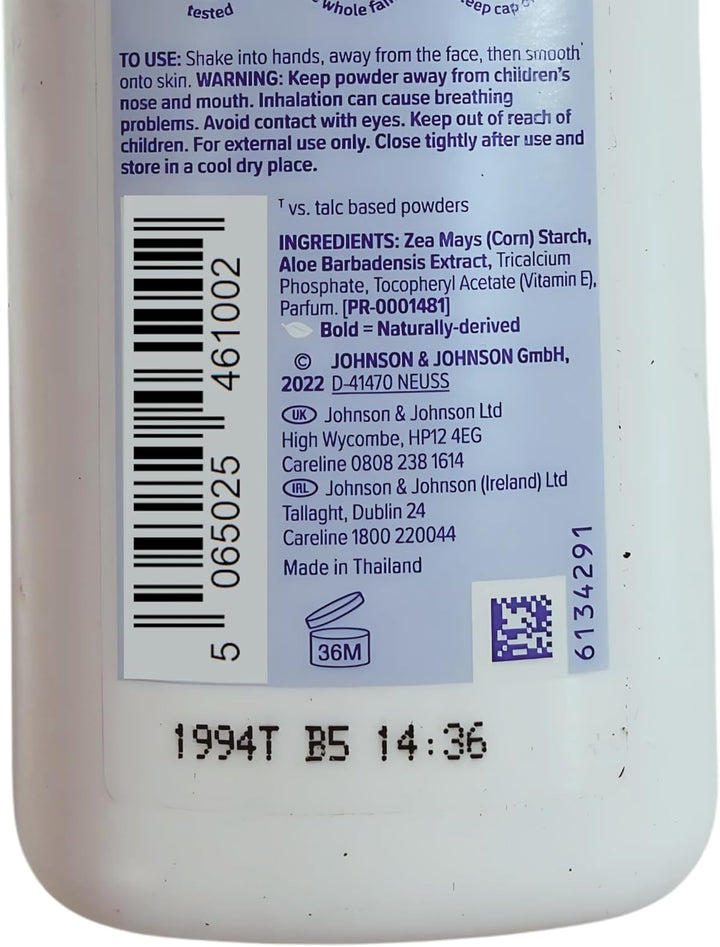 tested
whole
TO USE: Shake into hands, away from the face, then smooth
onto skin. WARNING: Keep powder away from children's
nose and mouth. Inhalation can cause breathing
problems. Avoid contact with eyes. Keep out of reach of
children. For external use only. Close tightly after use and
store in a cool dry place.
T vs. talc based powders
INGREDIENTS: Zea Mays (Corn) Starch,
Aloe Barbadensis Extract, Tricalcium
Phosphate, Tocopheryl Acetate (Vitamin E),
Parfum. [PR-0001481]
Bold = Naturally-derived
© JOHNSON & JOHNSON GmbH,
2022 D-41470 NEUSS
UK Johnson & Johnson Ltd
High Wycombe, HP12 4EG
Careline 0808 238 1614
IRL Johnson & Johnson (Ireland) Ltd
Tallaght, Dublin 24
Careline 1800 220044
Made in Thailand
36M
6134291
5 065025 461002
1994T B5 14:36